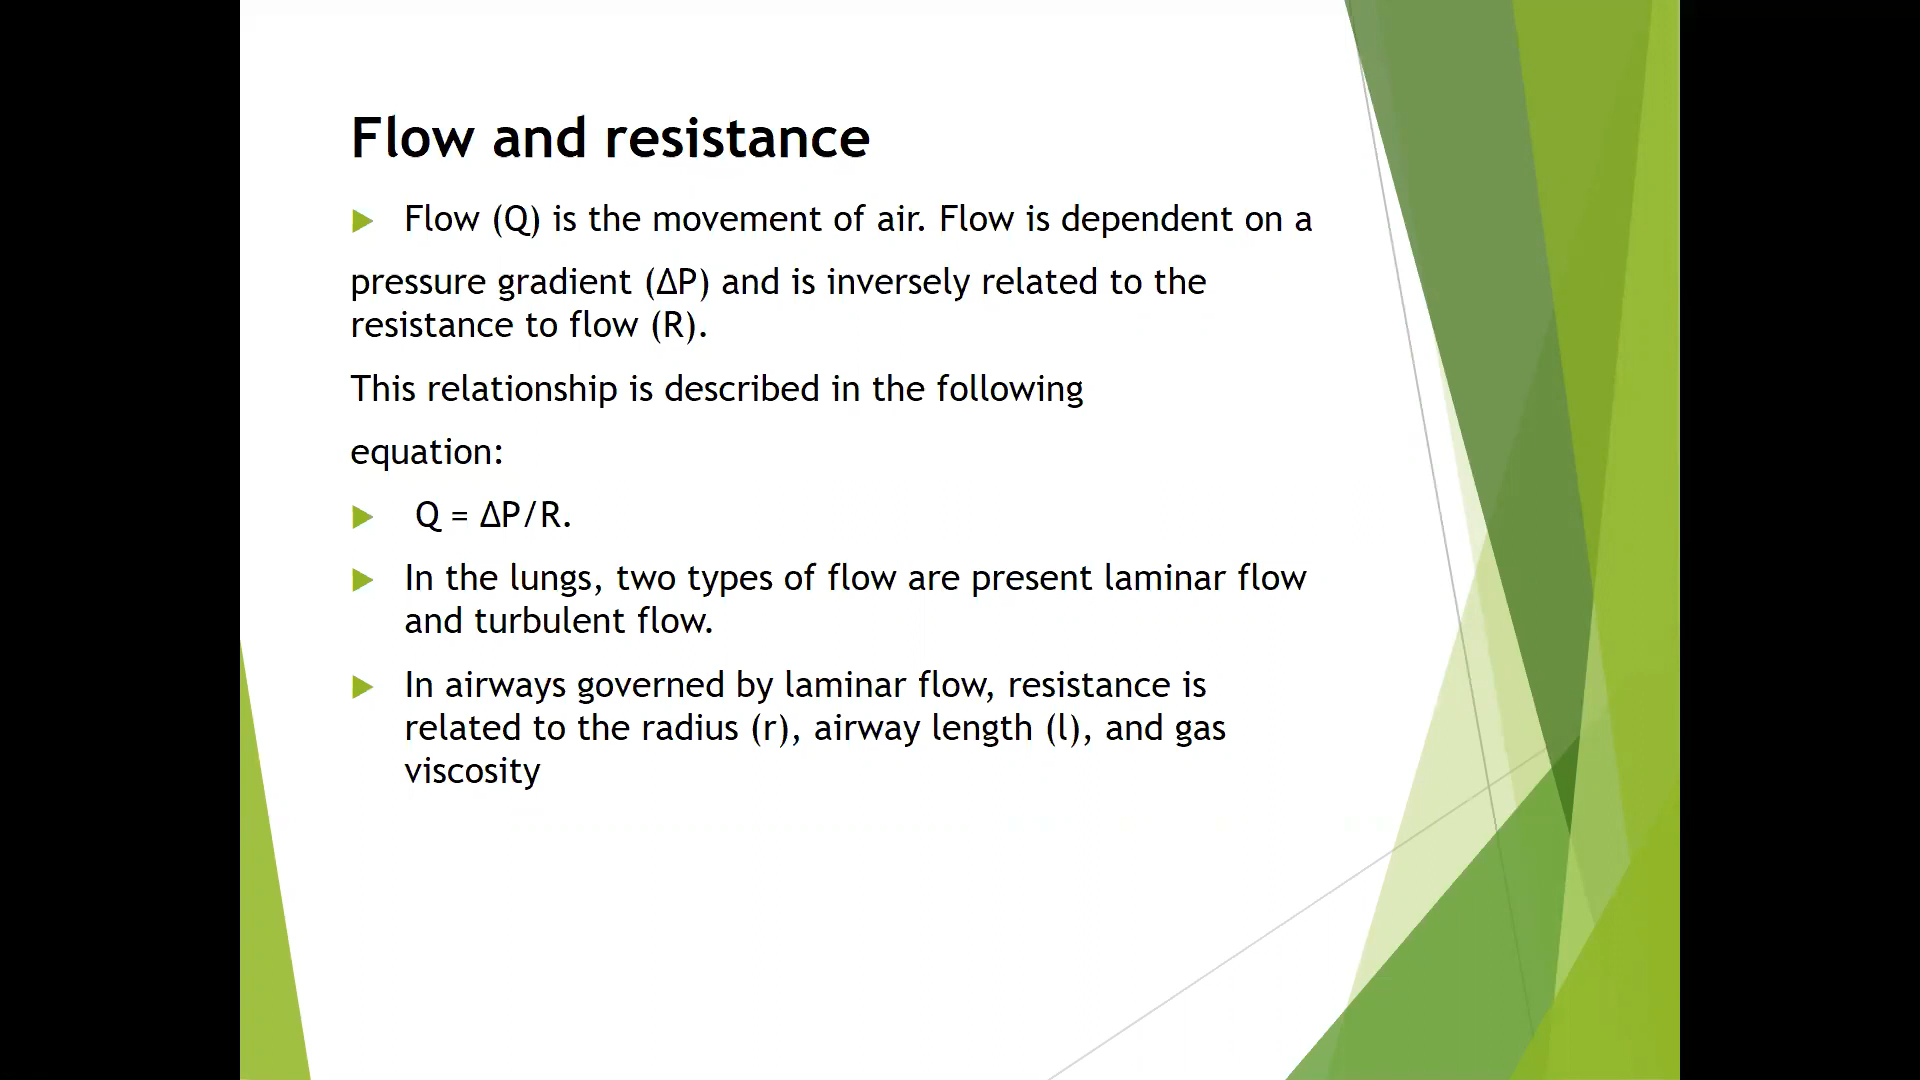 Flow and resistance
Flow (Q) is the movement of air. Flow is dependent on a
pressure gradient (ΔP) and is inversely related to the
resistance to flow (R).
This relationship is described in the following
equation:
Q = ΔP/R.
In the lungs, two types of flow are present laminar flow
and turbulent flow.
In airways governed by laminar flow, resistance is
related to the radius (r), airway length (l), and gas
viscosity